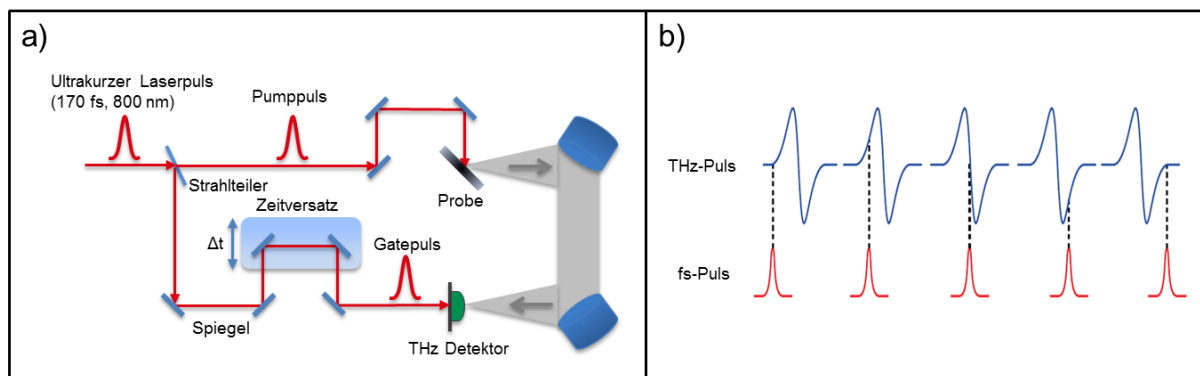 a)
Ultrakurzer Laserpuls
(170 fs, 800 nm)
Pumppuls
Strahlteiler
Zeitversatz
Δt
Probe
Gatepuls
Spiegel
THz Detektor
b)
THz-Puls
fs-Puls